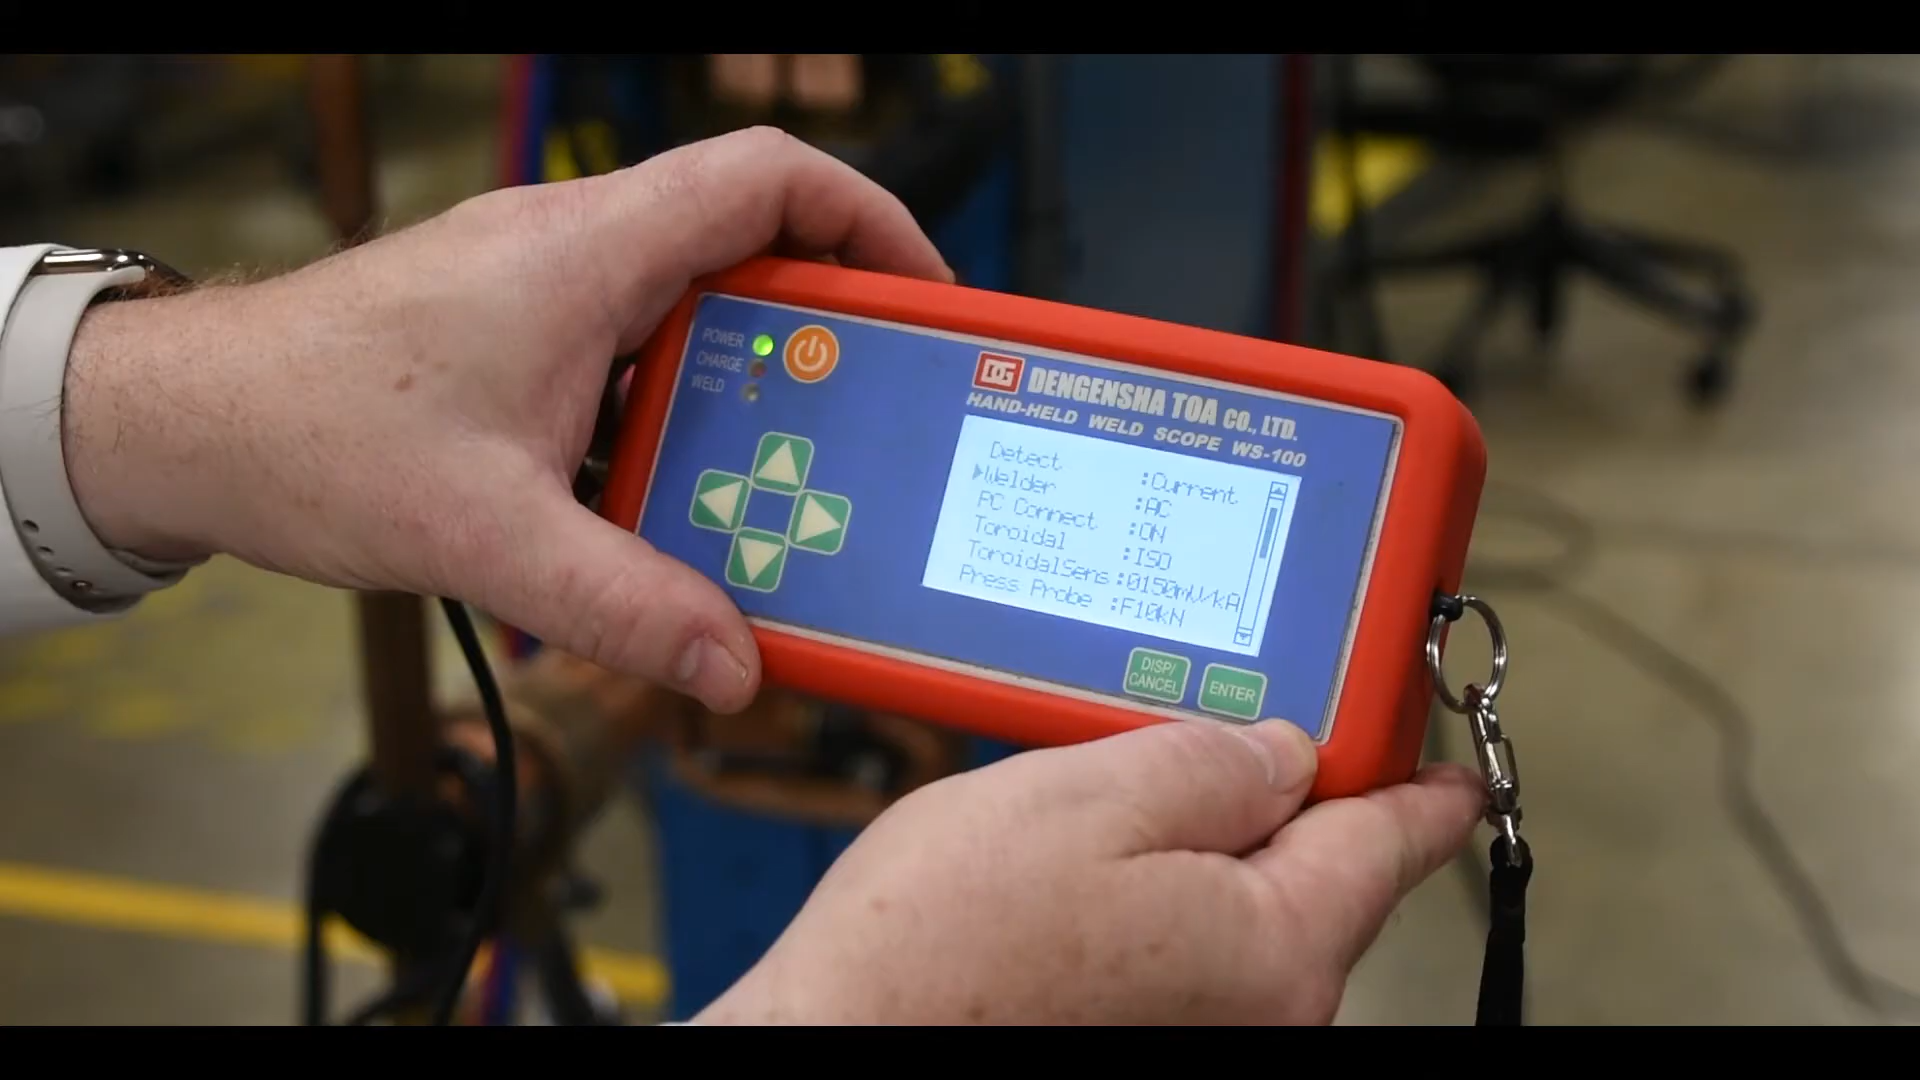 POWER
CHARGE
WELD
DG DENGENSHA TOA CO., LTD.
HAND-HELD WELD SCOPE WS-100
Detect :Current
Welder :AC
PC Connect :ON
Toroidal :ISO
ToroidalSens :0150mV/kA
Press Probe :F10kN
DISP/
CANCEL
ENTER